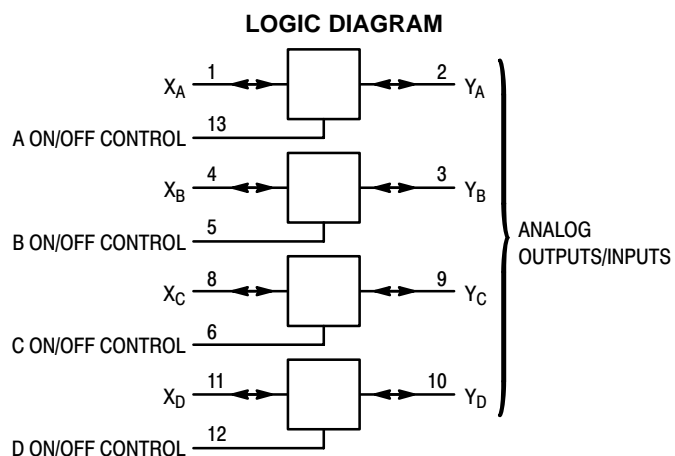 LOGIC DIAGRAM
X_A 1 2 Y_A
A ON/OFF CONTROL 13
X_B 4 3 Y_B
B ON/OFF CONTROL 5
X_C 8 9 Y_C
C ON/OFF CONTROL 6
X_D 11 10 Y_D
D ON/OFF CONTROL 12
ANALOG
OUTPUTS/INPUTS